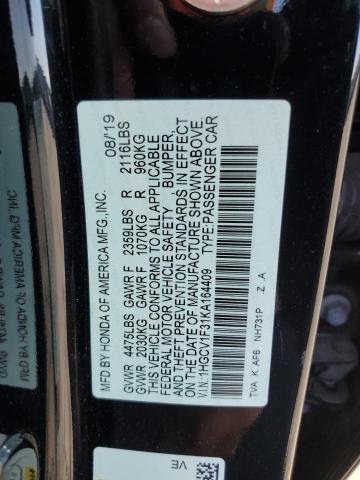 MFD BY HONDA OF AMERICA MFG.,INC. 08/'19
GVWR 4475LBS GAWR F 2359LBS R 2116LBS
GVWR 2030KG GAWR F 1070KG R 960KG
THIS VEHICLE CONFORMS TO ALL APPLICABLE
FEDERAL MOTOR VEHICLE SAFETY, BUMPER,
AND THEFT PREVENTION STANDARDS IN EFFECT
ON THE DATE OF MANUFACTURE SHOWN ABOVE.
V.I.N.:1HGCV1F31KA164409 TYPE:PASSENGER CAR
TVA K AF6 NH731P Z A
VE